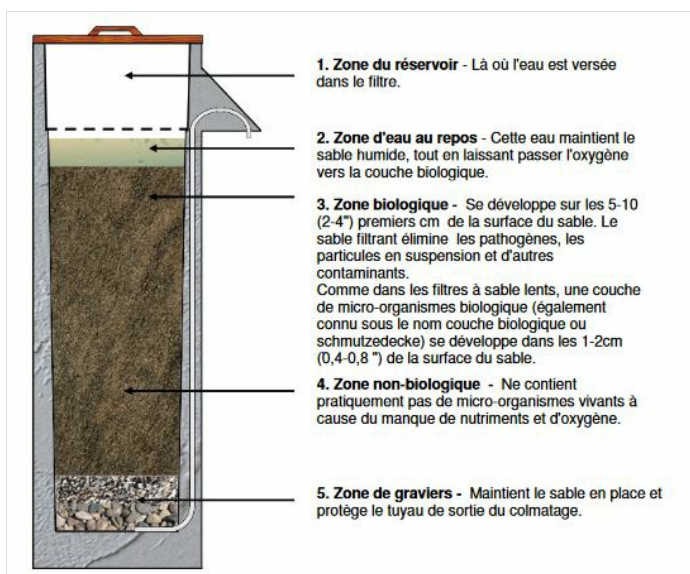 1. Zone du réservoir - Là où l'eau est versée
dans le filtre.
2. Zone d'eau au repos - Cette eau maintient le
sable humide, tout en laissant passer l'oxygène
vers la couche biologique.
3. Zone biologique - Se développe sur les 5-10
(2-4") premiers cm de la surface du sable. Le
sable filtrant élimine les pathogènes, les
particules en suspension et d'autres
contaminants.
Comme dans les filtres à sable lents, une couche
de micro-organismes biologique (également
connu sous le nom couche biologique ou
schmutzedecke) se développe dans les 1-2cm
(0,4-0,8 ") de la surface du sable.
4. Zone non-biologique - Ne contient
pratiquement pas de micro-organismes vivants à
cause du manque de nutriments et d'oxygène.
5. Zone de graviers - Maintient le sable en place et
protège le tuyau de sortie du colmatage.